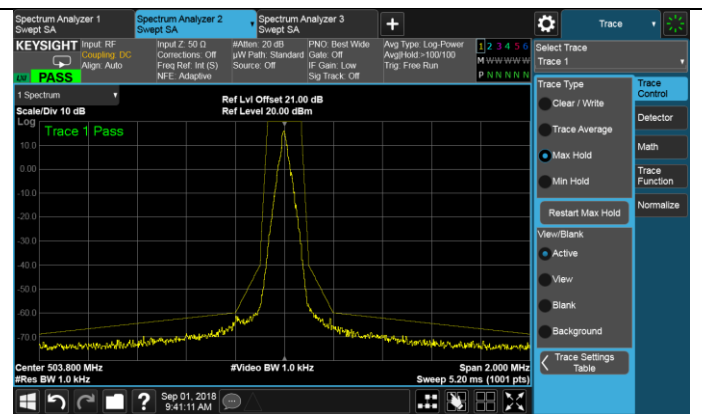 Spectrum Analyzer 1
Swept SA
Spectrum Analyzer 2
Swept SA
Spectrum Analyzer 3
Swept SA
Trace
KEYSIGHT
PASS
Input: RF
Coupling: DC
Align: Auto
Input Z: 50 Ω
Corrections: Off
Freq Ref: Int (S)
NFE: Adaptive
#Atten: 20 dB
µW Path: Standard
Source: Off
PNO: Best Wide
Gate: Off
IF Gain: Low
Sig Track: Off
Avg Type: Log-Power
Avg|Hold:>100/100
Trig: Free Run
1 2 3 4 5 6
M W W W W W
P N N N N N
1 Spectrum
Scale/Div 10 dB
Ref Lvl Offset 21.00 dB
Ref Level 20.00 dBm
Log
Trace 1 Pass
10.0
0.00
-10.0
-20.0
-30.0
-40.0
-50.0
-60.0
-70.0
Center 503.800 MHz
#Video BW 1.0 kHz
Span 2.000 MHz
#Res BW 1.0 kHz
Sweep 5.20 ms (1001 pts)
Select Trace
Trace 1
Trace Type
Clear / Write
Trace Average
Max Hold
Min Hold
Restart Max Hold
View/Blank
Active
View
Blank
Background
Trace Settings
Table
Trace
Control
Detector
Math
Trace
Function
Normalize
?
Sep 01, 2018
9:41:11 AM